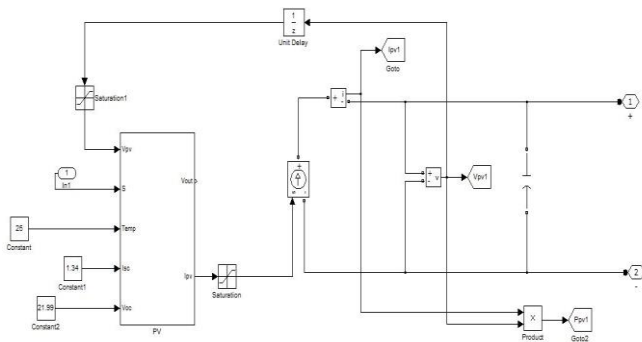 1
z
Unit Delay
Ipv1
Goto
Saturation1
+
i
-
1
+
Vpv
1
In1
S
Vout
+
s
-
+
-
v
Vpv1
25
Constant
Temp
1.34
Constant1
Isc
Ipv
Saturation
2
-
21.99
Constant2
Voc
PV
X
Product
Ppv1
Goto2